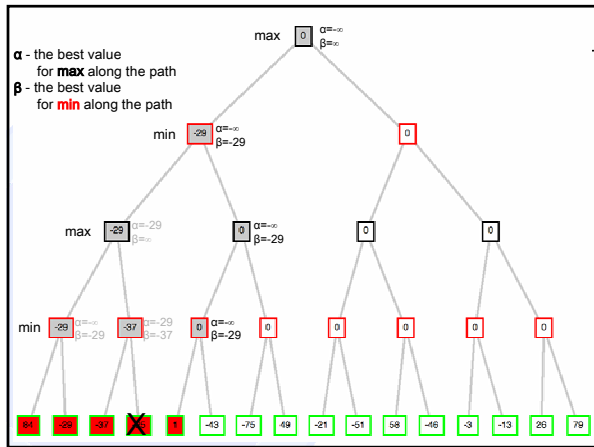 max 0 α=-∞
β=∞
α - the best value
for max along the path
β - the best value
for min along the path
min -29 α=-∞
β=-29
0
max -29 α=-29
β=∞
0 α=-∞
β=-29
0
0
min -29 α=-∞
β=-29
-37 α=-29
β=-37
0 α=-∞
β=-29
0
0
0
0
0
84 -29 -37 X 1 -43 -75 49 -21 -51 58 -46 -3 -13 26 79